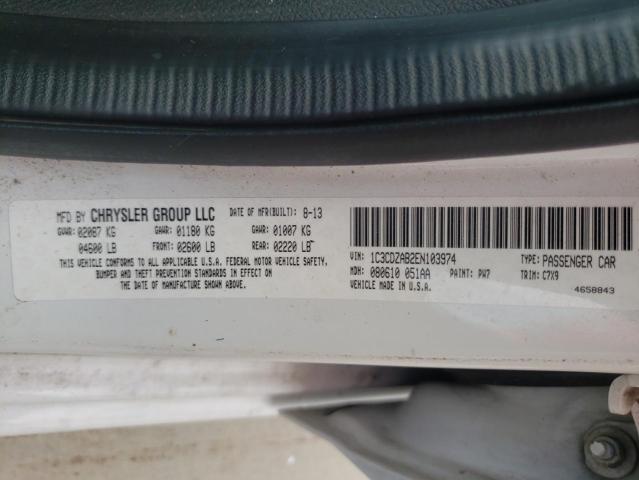 MFD BY CHRYSLER GROUP LLC DATE OF MFR(BUILT): 8-13
GVWR: 02087 KG GAWR: 01180 KG GAWR: 01007 KG
04600 LB FRONT: 02600 LB REAR: 02220 LB
THIS VEHICLE CONFORMS TO ALL APPLICABLE U.S.A. FEDERAL MOTOR VEHICLE SAFETY,
BUMPER AND THEFT PREVENTION STANDARDS IN EFFECT ON
THE DATE OF MANUFACTURE SHOWN ABOVE.
VIN: 1C3CDZAB2EN103974 TYPE: PASSENGER CAR
MDH: 080610 051AA PAINT: PW7 TRIM: C7X9
VEHICLE MADE IN U.S.A.
4658843